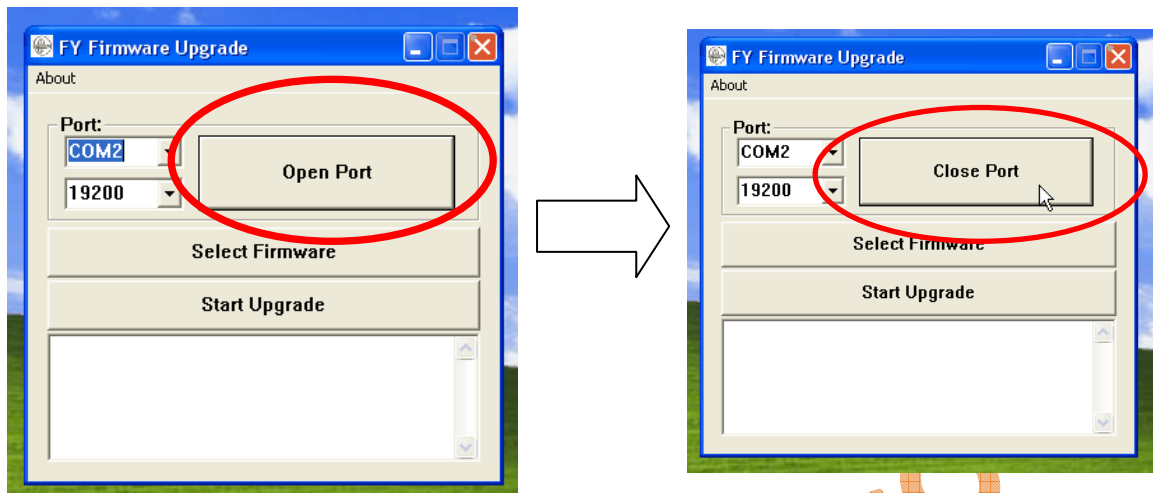 FY Firmware Upgrade
About
Port:
COM2
Open Port
19200
Select Firmware
Start Upgrade
FY Firmware Upgrade
About
Port:
COM2
Close Port
19200
Select Firmware
Start Upgrade